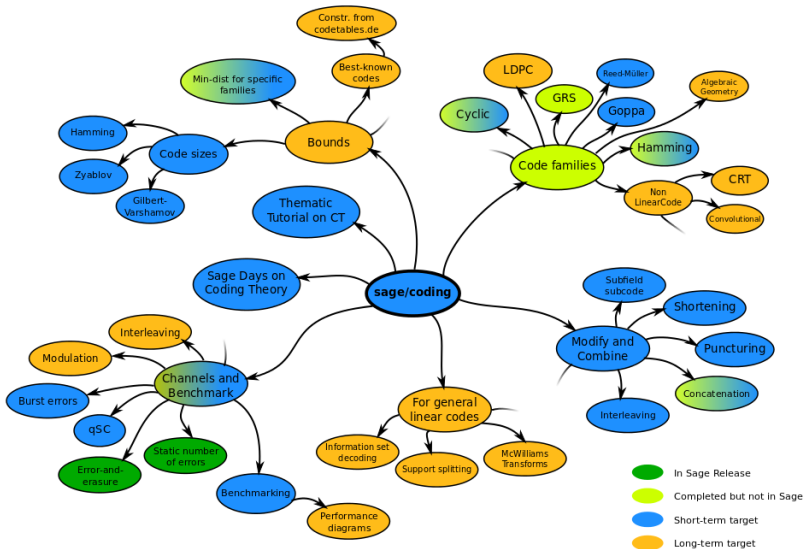 Constr. from
codetables.de
Min-dist for specific
families
Best-known
codes
Bounds
Hamming
Code sizes
Zyablov
Gilbert-
Varshamov
LDPC
Reed-Müller
Algebraic
Geometry
GRS
Cyclic
Goppa
Hamming
Code families
CRT
Non
LinearCode
Convolutional
Thematic
Tutorial on CT
Sage Days on
Coding Theory
sage/coding
Subfield
subcode
Shortening
Modify and
Combine
Puncturing
Concatenation
Interleaving
Interleaving
Modulation
Channels and
Benchmark
Burst errors
qSC
Static number
of errors
Error-and-
erasure
Benchmarking
Performance
diagrams
For general
linear codes
Information set
decoding
Support splitting
McWilliams
Transforms
In Sage Release
Completed but not in Sage
Short-term target
Long-term target